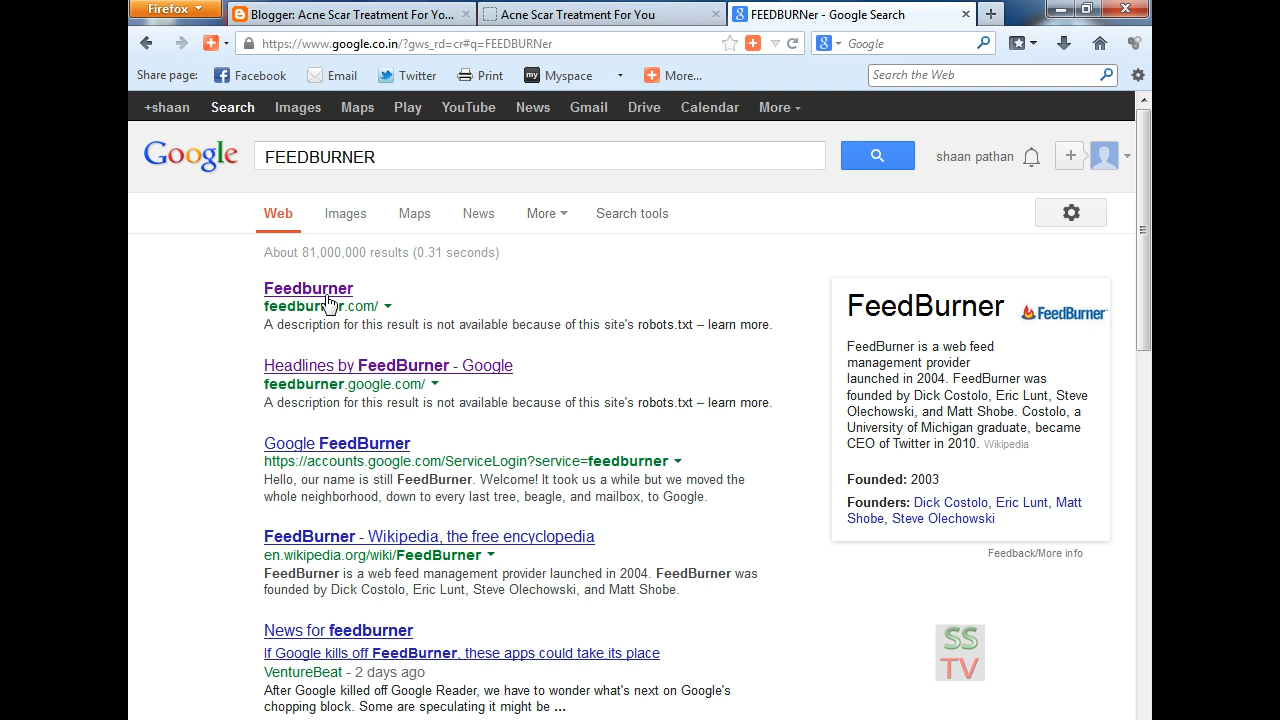 Firefox
Blogger: Acne Scar Treatment For Yo...
Acne Scar Treatment For You
FEEDBURNer - Google Search
https://www.google.co.in/?gws_rd=cr#q=FEEDBURNer
Google
Share page:
Facebook
Email
Twitter
Print
my
Myspace
More...
Search the Web
+shaan
Search
Images
Maps
Play
YouTube
News
Gmail
Drive
Calendar
More
Google
FEEDBURNER
shaan pathan
Web
Images
Maps
News
More
Search tools
About 81,000,000 results (0.31 seconds)
Feedburner
feedburner.com/
A description for this result is not available because of this site's robots.txt – learn more.
Headlines by FeedBurner - Google
feedburner.google.com/
A description for this result is not available because of this site's robots.txt – learn more.
Google FeedBurner
https://accounts.google.com/ServiceLogin?service=feedburner
Hello, our name is still FeedBurner. Welcome! It took us a while but we moved the
whole neighborhood, down to every last tree, beagle, and mailbox, to Google.
FeedBurner - Wikipedia, the free encyclopedia
en.wikipedia.org/wiki/FeedBurner
FeedBurner is a web feed management provider launched in 2004. FeedBurner was
founded by Dick Costolo, Eric Lunt, Steve Olechowski, and Matt Shobe.
News for feedburner
If Google kills off FeedBurner, these apps could take its place
VentureBeat - 2 days ago
After Google killed off Google Reader, we have to wonder what's next on Google's
chopping block. Some are speculating it might be ...
FeedBurner
FeedBurner
FeedBurner is a web feed
management provider
launched in 2004. FeedBurner was
founded by Dick Costolo, Eric Lunt, Steve
Olechowski, and Matt Shobe. Costolo, a
University of Michigan graduate, became
CEO of Twitter in 2010. Wikipedia
Founded: 2003
Founders: Dick Costolo, Eric Lunt, Matt
Shobe, Steve Olechowski
Feedback/More info
SS
TV